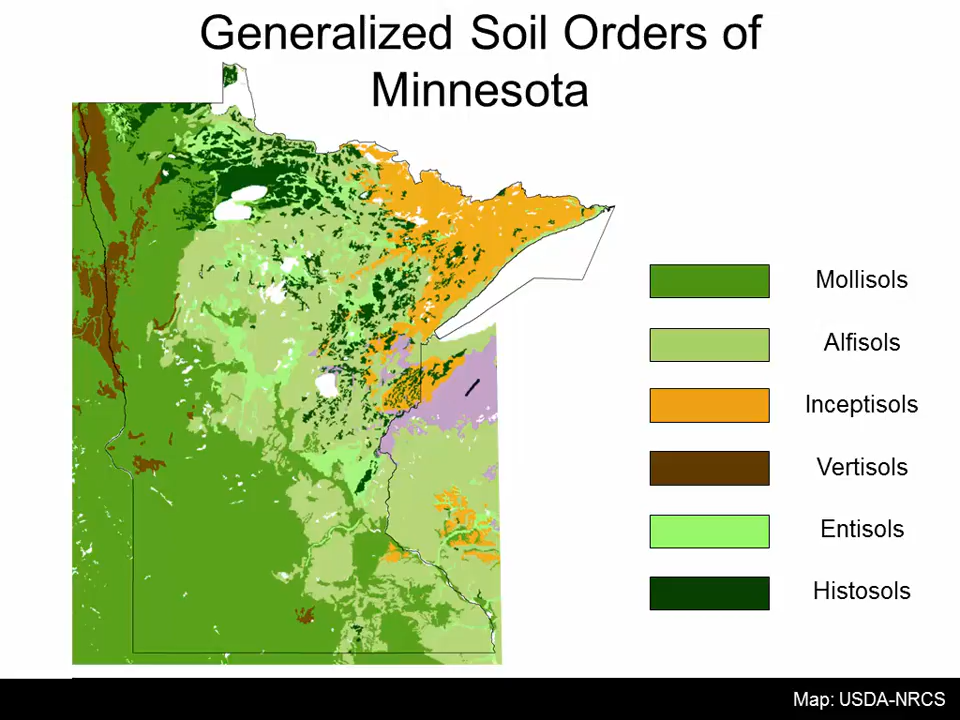 Generalized Soil Orders of
Minnesota
Mollisols
Alfisols
Inceptisols
Vertisols
Entisols
Histosols
Map: USDA-NRCS